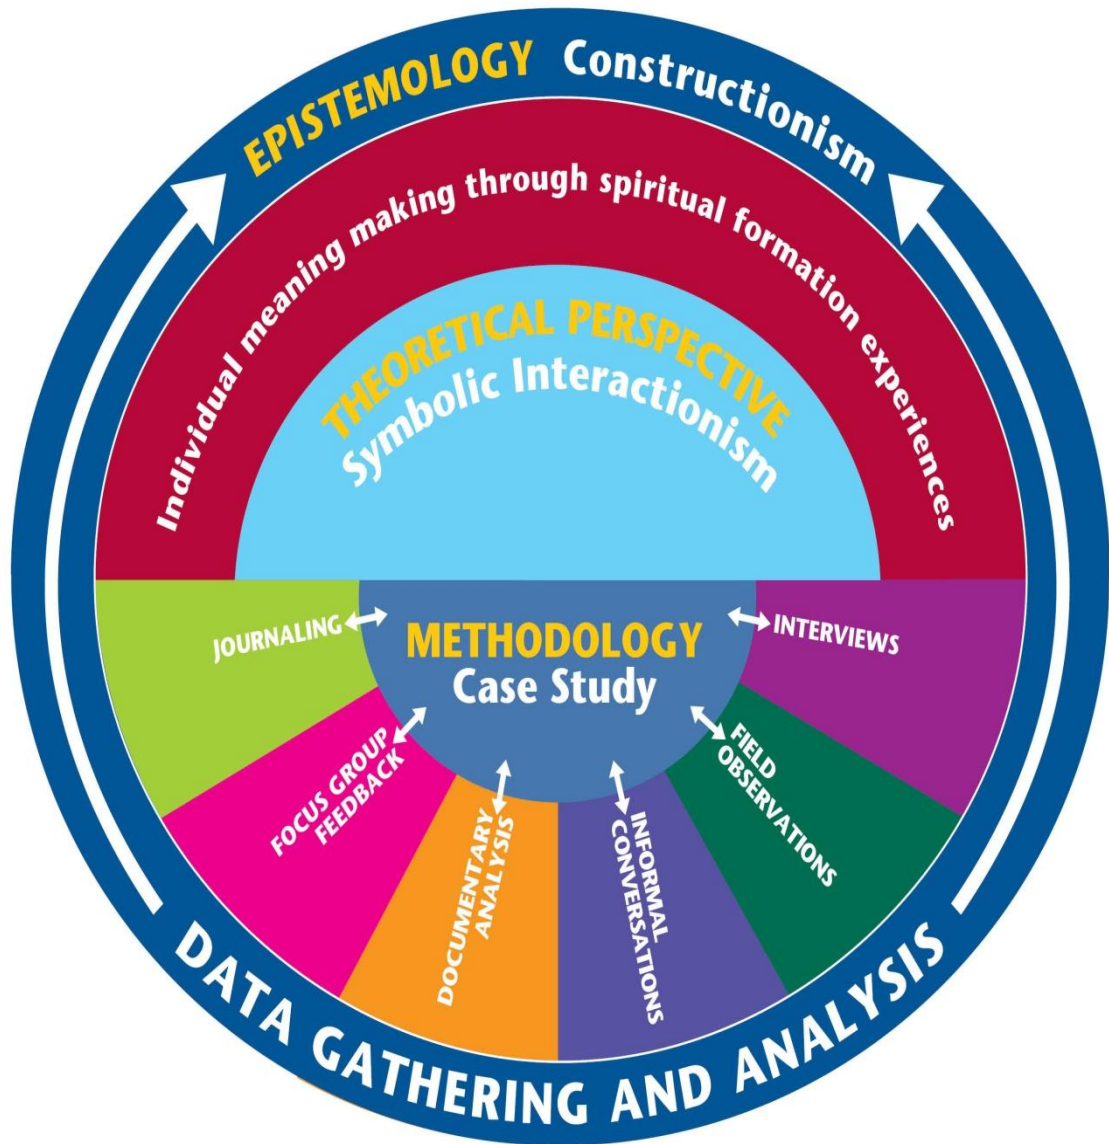 EPISTEMOLOGY Constructionism
Individual meaning making through spiritual formation experiences
THEORETICAL PERSPECTIVE
Symbolic Interactionism
METHODOLOGY
Case Study
JOURNALING
FOCUS GROUP
FEEDBACK
DOCUMENTARY
ANALYSIS
INFORMAL
CONVERSATIONS
FIELD
OBSERVATIONS
INTERVIEWS
DATA GATHERING AND ANALYSIS